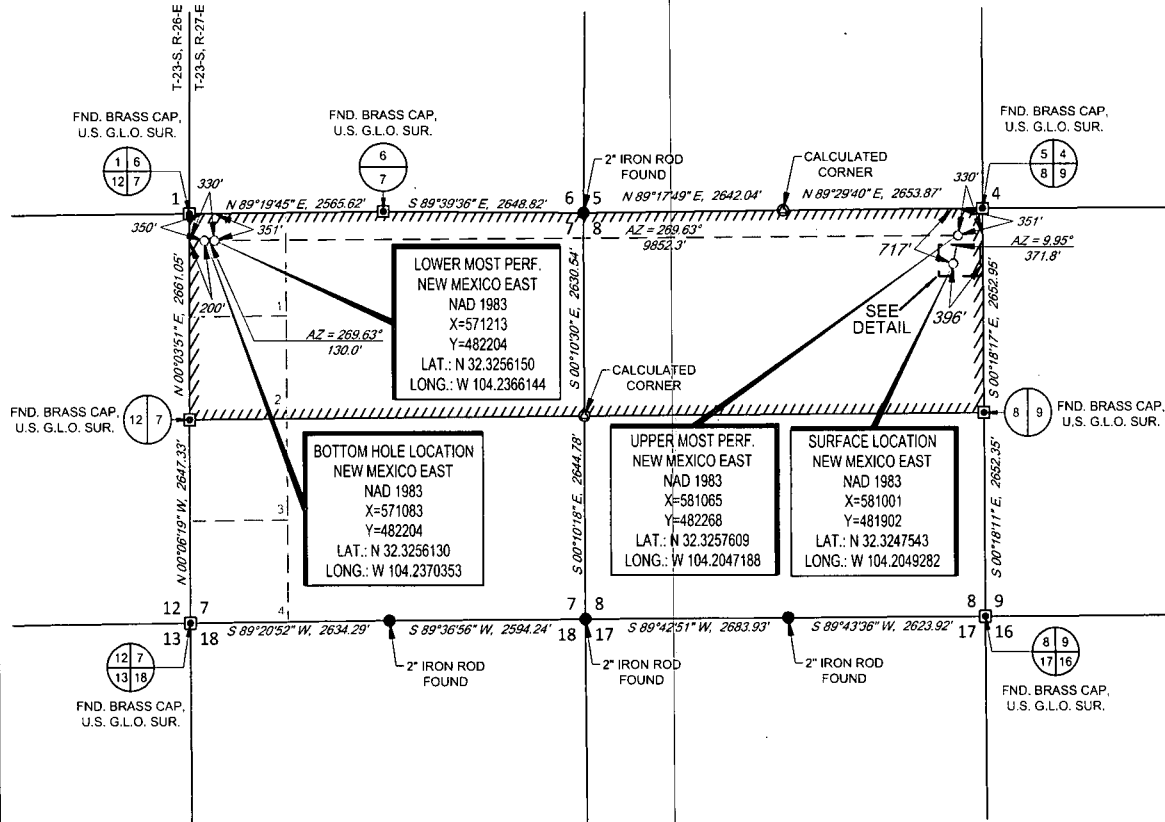 T-23-S, R-26-E
T-23-S, R-27-E
FND. BRASS CAP,
U.S. G.L.O. SUR.
1 6
12 7
FND. BRASS CAP,
U.S. G.L.O. SUR.
6
7
2" IRON ROD
FOUND
CALCULATED
CORNER
FND. BRASS CAP,
U.S. G.L.O. SUR.
5 4
8 9
1
330'
N 89°19'45" E, 2565.62'
S 89°39'36" E, 2648.82'
6 5
7 8
N 89°17'49" E, 2642.04'
N 89°29'40" E, 2653.87'
330'
4
350'
351'
AZ = 269.63°
9852.3'
717'
351'
AZ = 9.95°
371.8'
200'
N 00°03'51" E, 2661.05'
1
AZ = 269.63°
130.0'
LOWER MOST PERF.
NEW MEXICO EAST
NAD 1983
X=571213
Y=482204
LAT.: N 32.3256150
LONG.: W 104.2366144
S 00°10'30" E, 2630.54'
SEE
DETAIL
396'
S 00°18'17" E, 2652.95'
CALCULATED
CORNER
2
FND. BRASS CAP,
U.S. G.L.O. SUR.
12 7
8 9
FND. BRASS CAP,
U.S. G.L.O. SUR.
BOTTOM HOLE LOCATION
NEW MEXICO EAST
NAD 1983
X=571083
Y=482204
LAT.: N 32.3256130
LONG.: W 104.2370353
UPPER MOST PERF.
NEW MEXICO EAST
NAD 1983
X=581065
Y=482268
LAT.: N 32.3257609
LONG.: W 104.2047188
SURFACE LOCATION
NEW MEXICO EAST
NAD 1983
X=581001
Y=481902
LAT.: N 32.3247543
LONG.: W 104.2049282
N 00°06'19" W, 2647.33'
3
S 00°10'18" E, 2644.78'
S 00°18'11" E, 2652.35'
12 7
13 18
4
S 89°20'52" W, 2634.29'
S 89°36'56" W, 2594.24'
7 8
18 17
S 89°42'51" W, 2683.93'
S 89°43'36" W, 2623.92'
8 9
17 16
12 7
13 18
FND. BRASS CAP,
U.S. G.L.O. SUR.
2" IRON ROD
FOUND
2" IRON ROD
FOUND
2" IRON ROD
FOUND
8 9
17 16
FND. BRASS CAP,
U.S. G.L.O. SUR.